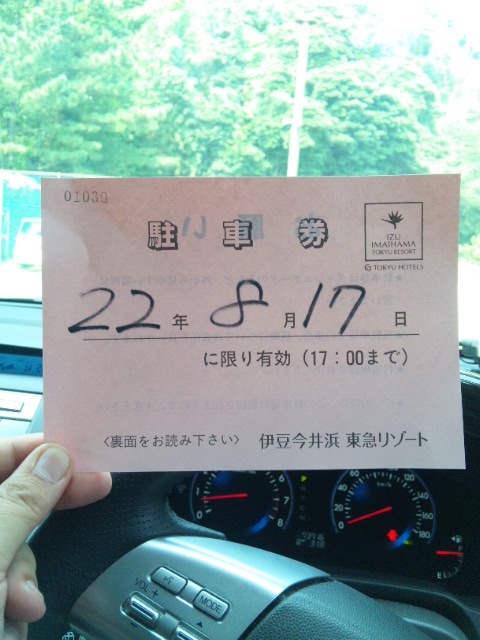 01030
駐車券
IZU
IMAIHAMA
TOKYU RESORT
TOKYU HOTELS
22年 8月17日
に限り有効（17：00まで）
〈裏面をお読み下さい〉 伊豆今井浜 東急リゾート
VOL +
MODE